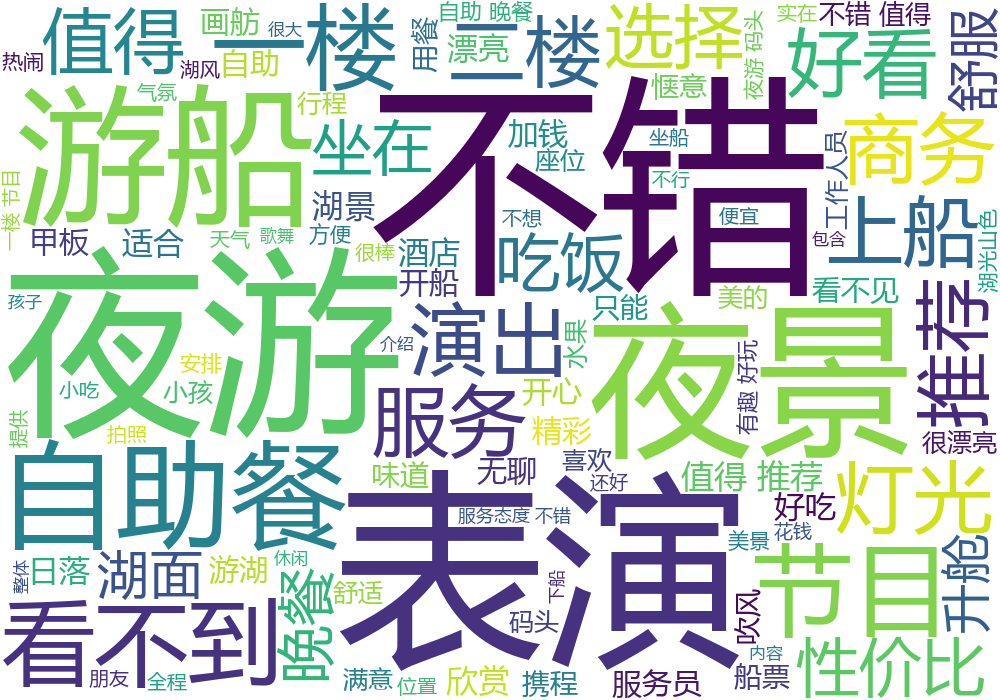 值得
画舫
很大
一楼
自助 晚餐
用餐
漂亮
二楼
选择
实在
不错 值得
夜游 码头
好看
舒服
热闹
湖风
自助
气氛
行程
惬意
游船
坐在
不错
加钱
座位
坐船
不行
商务
工作人员
一楼 节目
湖景
不想
便宜
包含
上船
湖光山色
甲板
适合
天气
歌舞
方便
很棒
酒店
吃饭
开船
美的
看不见
孩子
夜游
只能
夜景
推荐
演出
介绍
水果
安排
小吃
小孩
开心
有趣 好玩
提供
拍照
服务
精彩
很漂亮
自助餐
味道
无聊
喜欢
还好
值得 推荐
好吃
灯光
表演
服务态度 不错
花钱
美景
整体
日落
湖面
游湖
休闲
舒适
晚餐
下船
节目
升舱
看不到
码头
吹风
朋友
全程
满意
位置
欣赏
携程
服务员
内容
船票
性价比